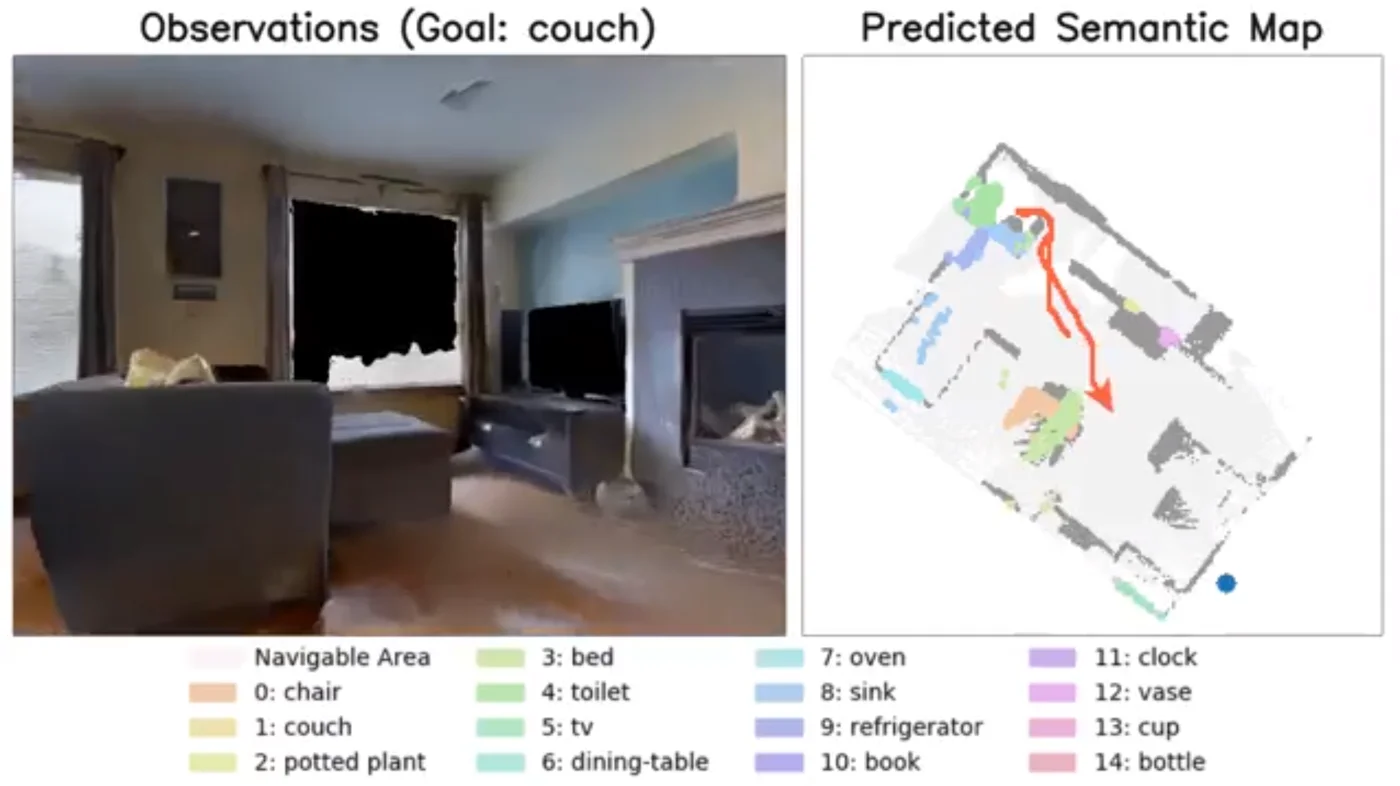 Observations (Goal: couch)
Predicted Semantic Map
Navigable Area
0: chair
1: couch
2: potted plant
3: bed
4: toilet
5: tv
6: dining-table
7: oven
8: sink
9: refrigerator
10: book
11: clock
12: vase
13: cup
14: bottle